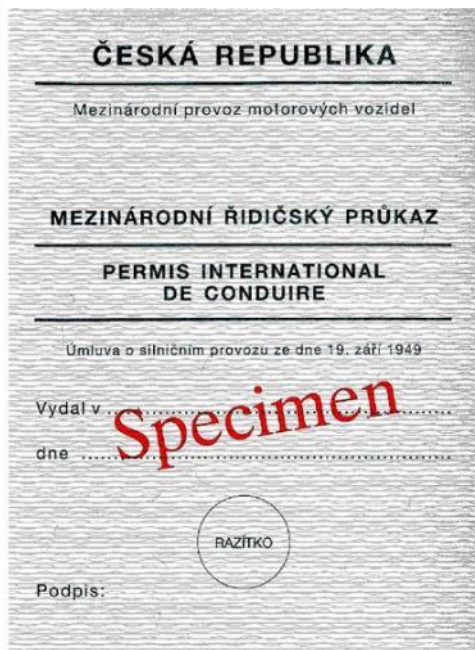 ČESKÁ REPUBLIKA
Mezinárodní provoz motorových vozidel
MEZINÁRODNÍ ŘIDIČSKÝ PRŮKAZ
PERMIS INTERNATIONAL
DE CONDUIRE
Úmluva o silničním provozu ze dne 19. září 1949
Vydal v ........................................................
Specimen
dne ............................................................
RAZÍTKO
Podpis: